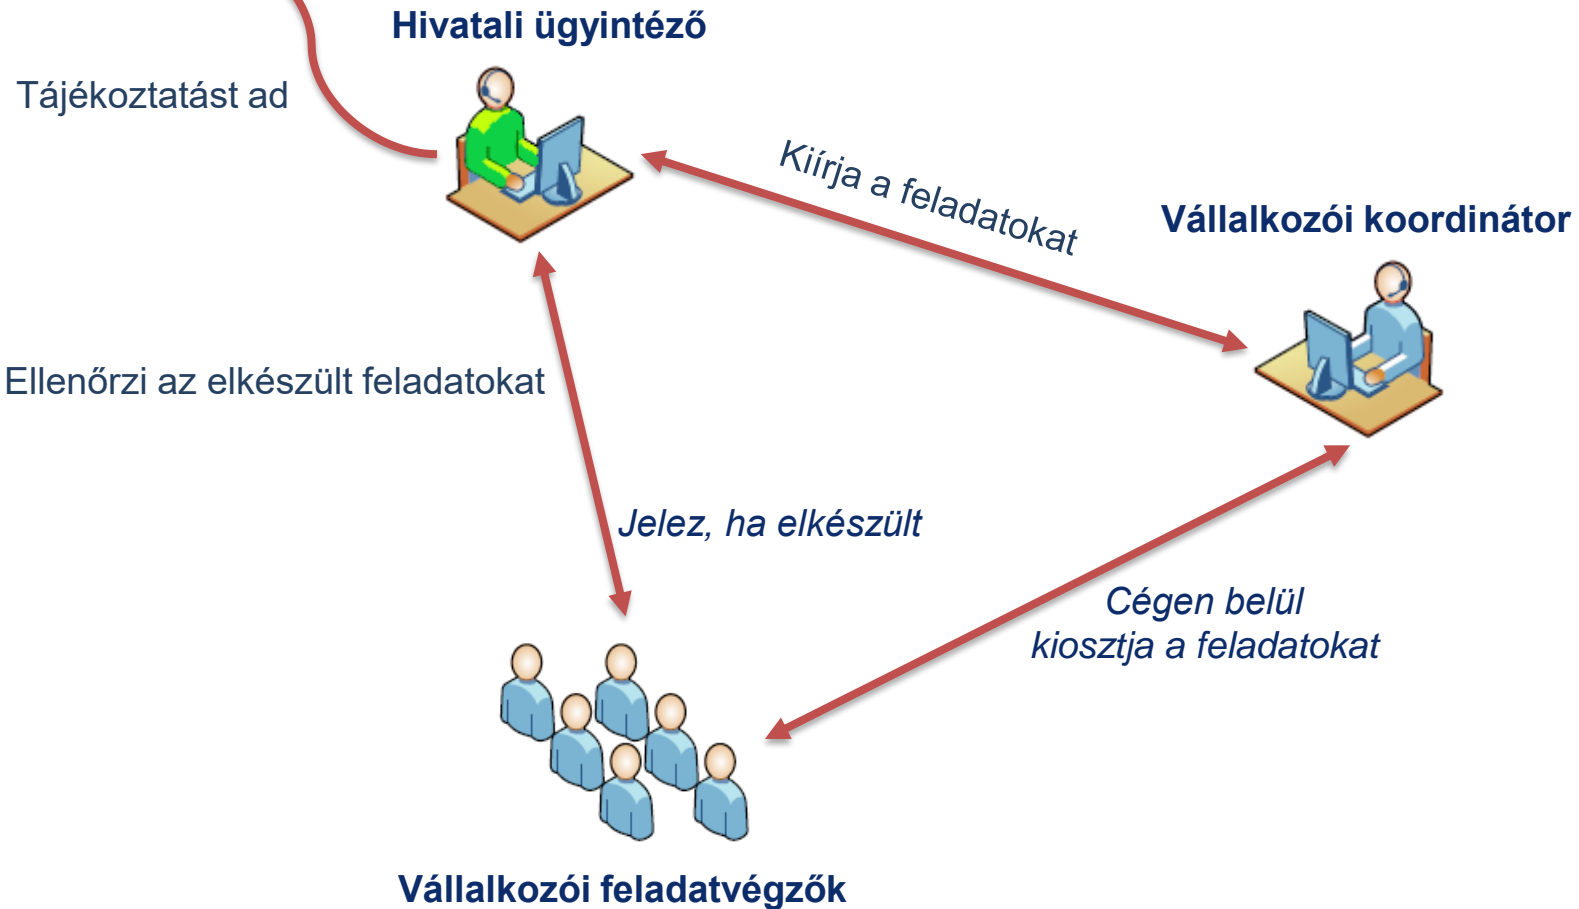 Hivatali ügyintéző
Tájékoztatást ad
Kiírja a feladatokat
Vállalkozói koordinátor
Ellenőrzi az elkészült feladatokat
Jelez, ha elkészült
Cégen belül
kiosztja a feladatokat
Vállalkozói feladatvégzők